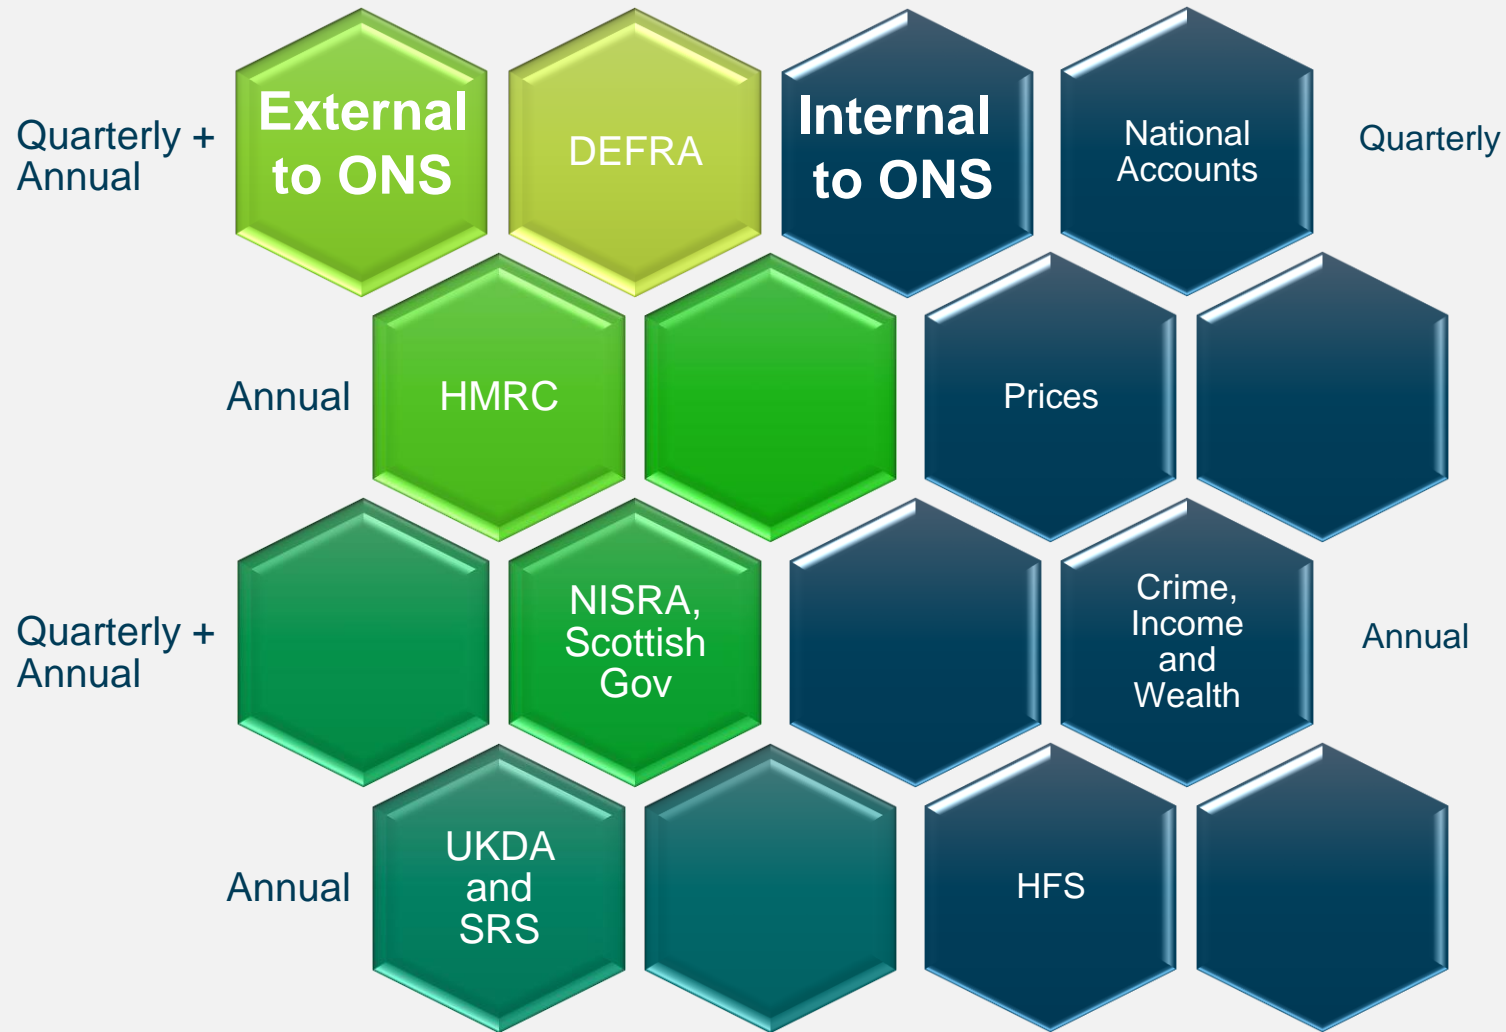 Quarterly +
Annual
External
to ONS
DEFRA
Internal
to ONS
National
Accounts
Quarterly
Annual
HMRC
Prices
Quarterly +
Annual
NISRA,
Scottish
Gov
Crime,
Income
and
Wealth
Annual
Annual
UKDA
and
SRS
HFS